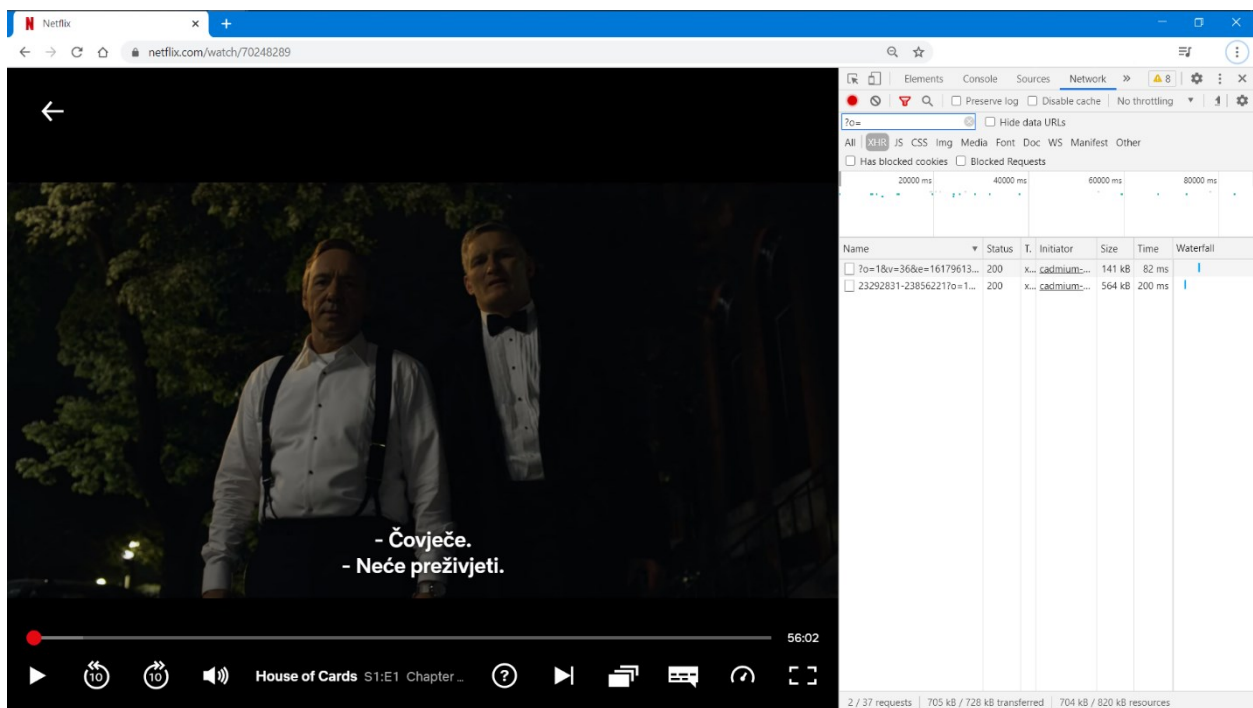 Netflix
netflix.com/watch/70248289
Elements Console Sources Network » 8
Preserve log Disable cache No throttling
?o= Hide data URLs
All XHR JS CSS Img Media Font Doc WS Manifest Other
Has blocked cookies Blocked Requests
20000 ms 40000 ms 60000 ms 80000 ms
Name Status T. Initiator Size Time Waterfall
?o=1&v=36&e=16179613... 200 x... cadmium-... 141 kB 82 ms
23292831-23856221?o=1... 200 x... cadmium-... 564 kB 200 ms
- Čovječe.
- Neće preživjeti.
56:02
10 10 House of Cards S1:E1 Chapter ... ?
2 / 37 requests 705 kB / 728 kB transferred 704 kB / 820 kB resources